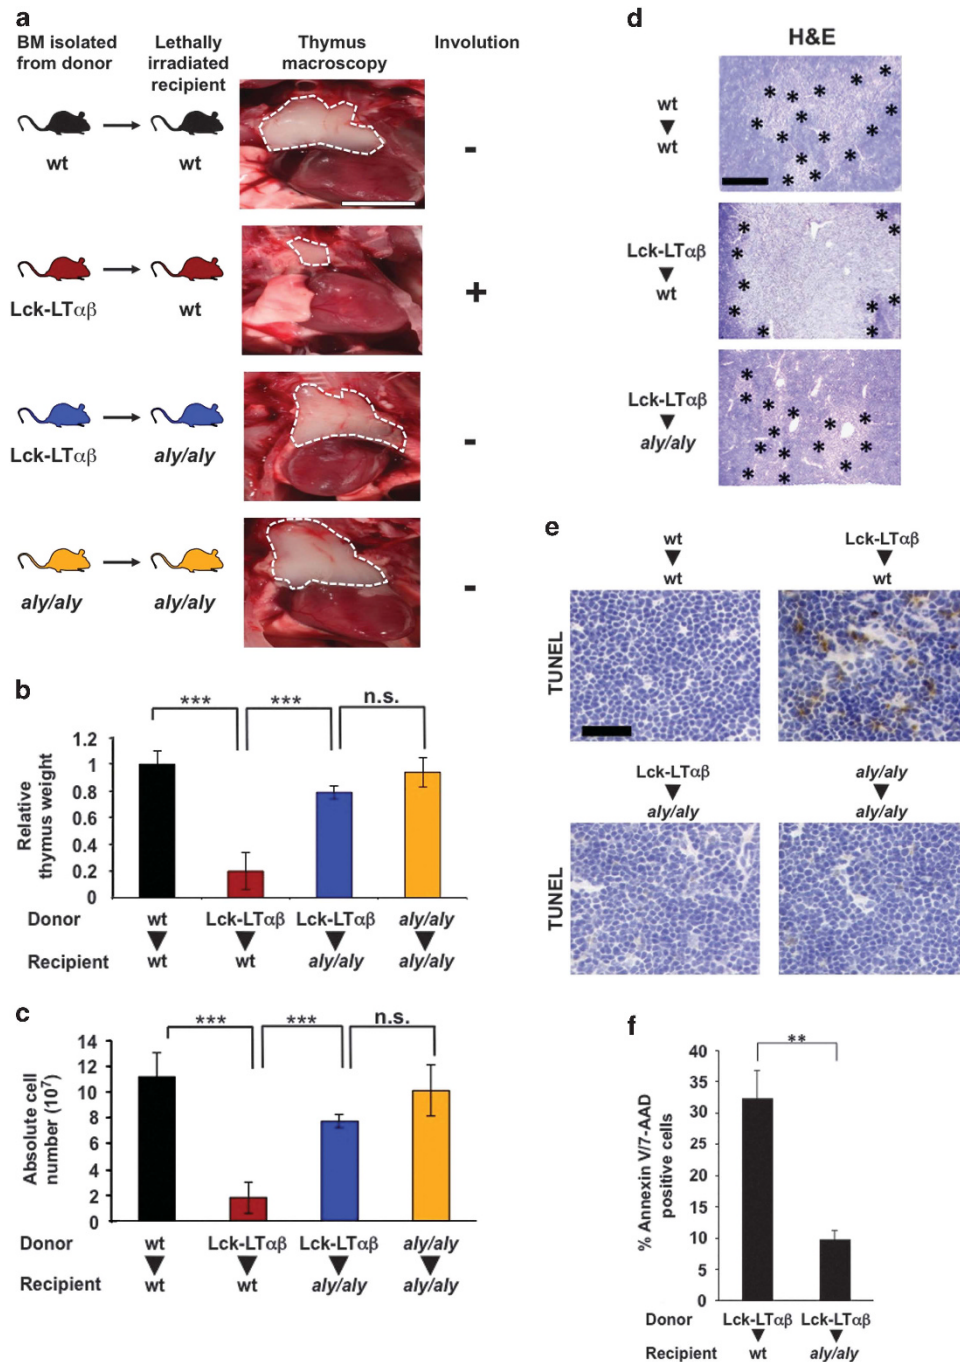 a
BM isolated from donor
Lethally irradiated recipient
Thymus macroscopy
Involution
wt
wt
-
Lck-LTαβ
wt
+
Lck-LTαβ
aly/aly
-
aly/aly
aly/aly
-
b
***
***
n.s.
Relative thymus weight
1.2
1
0.8
0.6
0.4
0.2
0
Donor
wt
Lck-LTαβ
Lck-LTαβ
aly/aly
Recipient
wt
wt
aly/aly
aly/aly
c
***
***
n.s.
Absolute cell number (10⁷)
14
12
10
8
6
4
2
0
Donor
wt
Lck-LTαβ
Lck-LTαβ
aly/aly
Recipient
wt
wt
aly/aly
aly/aly
d
H&E
wt
wt
Lck-LTαβ
wt
Lck-LTαβ
aly/aly
e
wt
wt
Lck-LTαβ
wt
TUNEL
Lck-LTαβ
aly/aly
aly/aly
aly/aly
TUNEL
f
**
% Annexin V/7-AAD positive cells
40
35
30
25
20
15
10
5
0
Donor
Lck-LTαβ
Lck-LTαβ
Recipient
wt
aly/aly